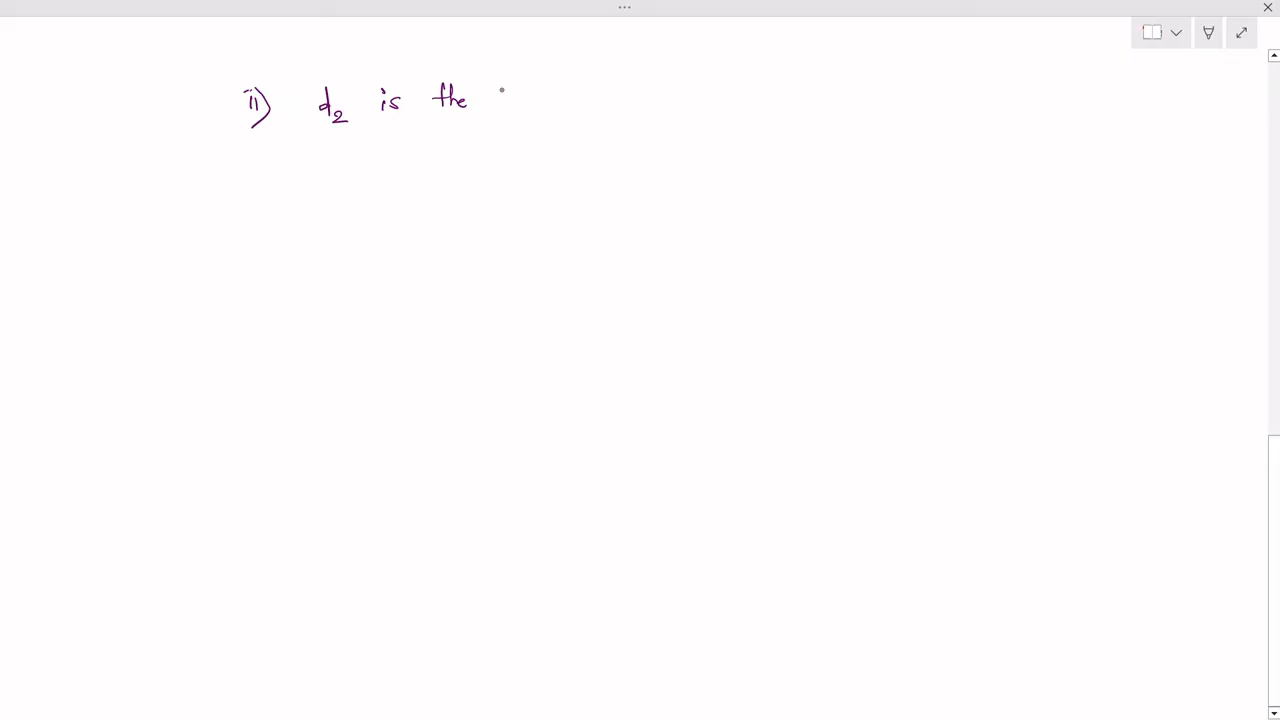 ii) d₂ is the